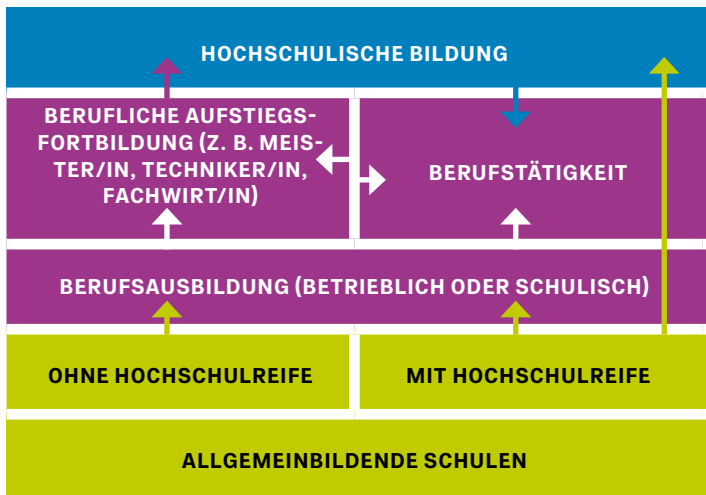 HOCHSCHULISCHE BILDUNG
BERUFLICHE AUFSTIEGS-
FORTBILDUNG (Z. B. MEIS-
TER/IN, TECHNIKER/IN,
FACHWIRT/IN)
BERUFSTÄTIGKEIT
BERUFSAUSBILDUNG (BETRIEBLICH ODER SCHULISCH)
OHNE HOCHSCHULREIFE
MIT HOCHSCHULREIFE
ALLGEMEINBILDENDE SCHULEN